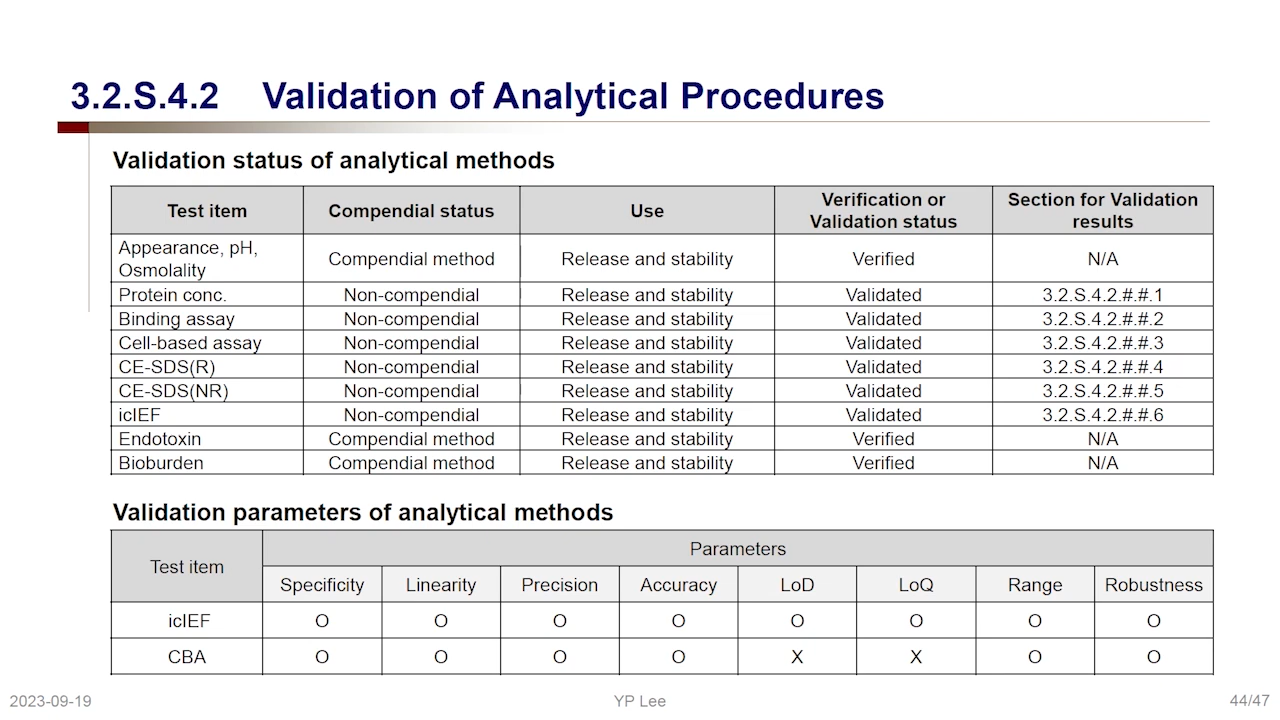 3.2.S.4.2 Validation of Analytical Procedures
Validation status of analytical methods
Test item Compendial status Use Verification or Validation status Section for Validation results
Appearance, pH, Osmolality Compendial method Release and stability Verified N/A
Protein conc. Non-compendial Release and stability Validated 3.2.S.4.2.#.#.1
Binding assay Non-compendial Release and stability Validated 3.2.S.4.2.#.#.2
Cell-based assay Non-compendial Release and stability Validated 3.2.S.4.2.#.#.3
CE-SDS(R) Non-compendial Release and stability Validated 3.2.S.4.2.#.#.4
CE-SDS(NR) Non-compendial Release and stability Validated 3.2.S.4.2.#.#.5
icIEF Non-compendial Release and stability Validated 3.2.S.4.2.#.#.6
Endotoxin Compendial method Release and stability Verified N/A
Bioburden Compendial method Release and stability Verified N/A
Validation parameters of analytical methods
Test item Parameters
Specificity Linearity Precision Accuracy LoD LoQ Range Robustness
icIEF O O O O O O O O
CBA O O O O X X O O
2023-09-19 YP Lee 44/47